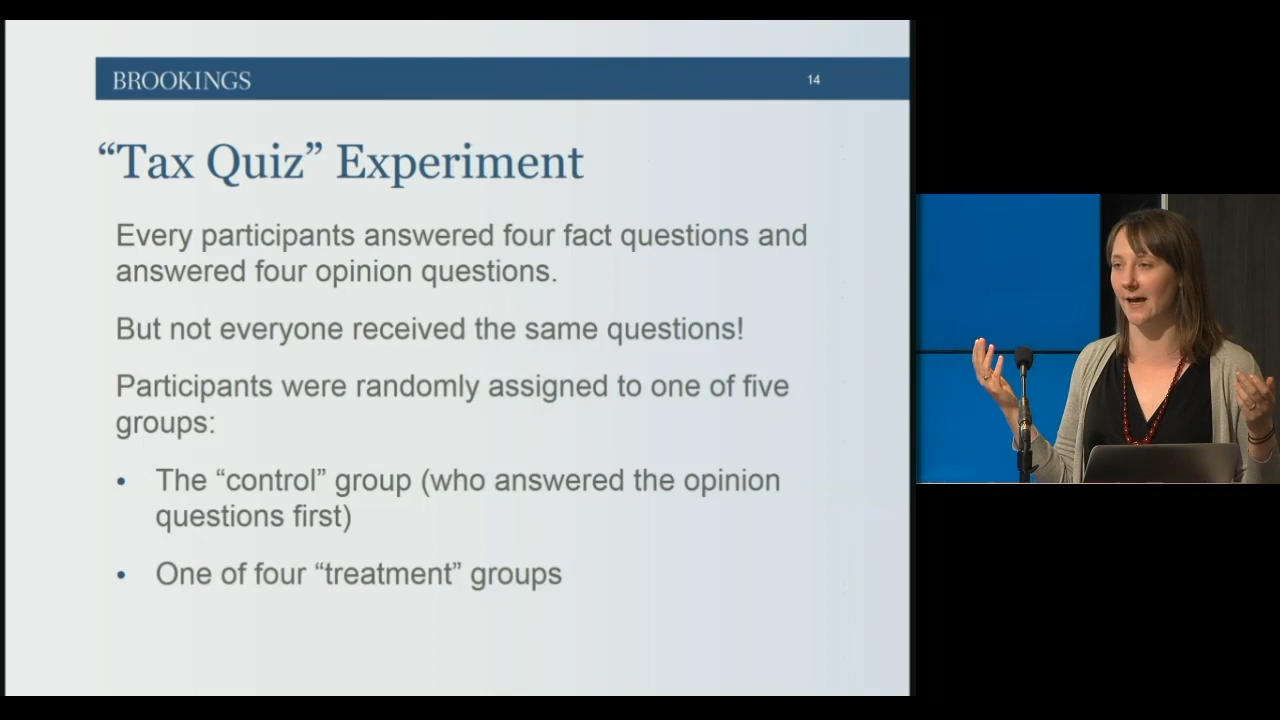 BROOKINGS
14
“Tax Quiz” Experiment
Every participants answered four fact questions and
answered four opinion questions.
But not everyone received the same questions!
Participants were randomly assigned to one of five
groups:
• The “control” group (who answered the opinion
questions first)
• One of four “treatment” groups